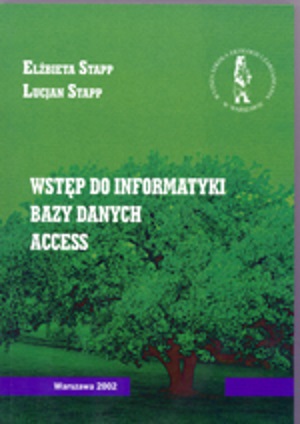 ELŻBIETA STAPP
LUCJAN STAPP
WSTĘP DO INFORMATYKI
BAZY DANYCH
ACCESS
Warszawa 2002